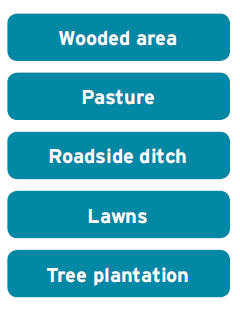 Wooded area
Pasture
Roadside ditch
Lawns
Tree plantation